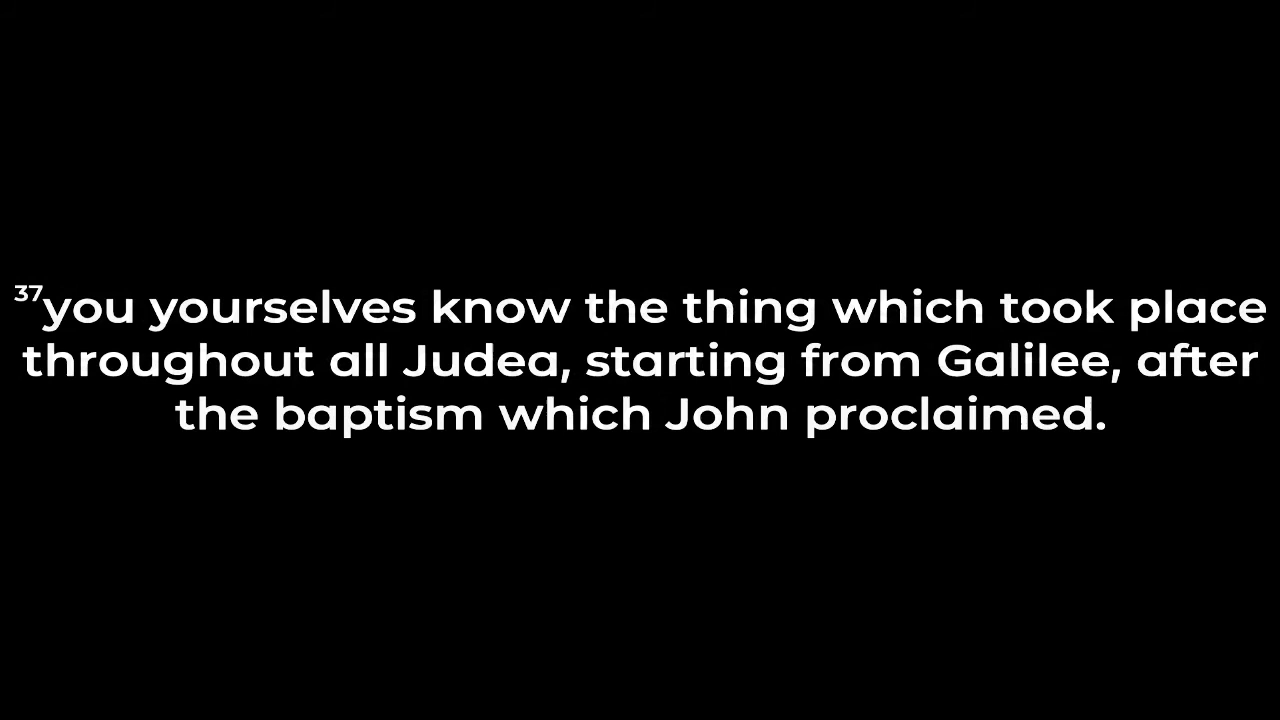 37you yourselves know the thing which took place
throughout all Judea, starting from Galilee, after
the baptism which John proclaimed.